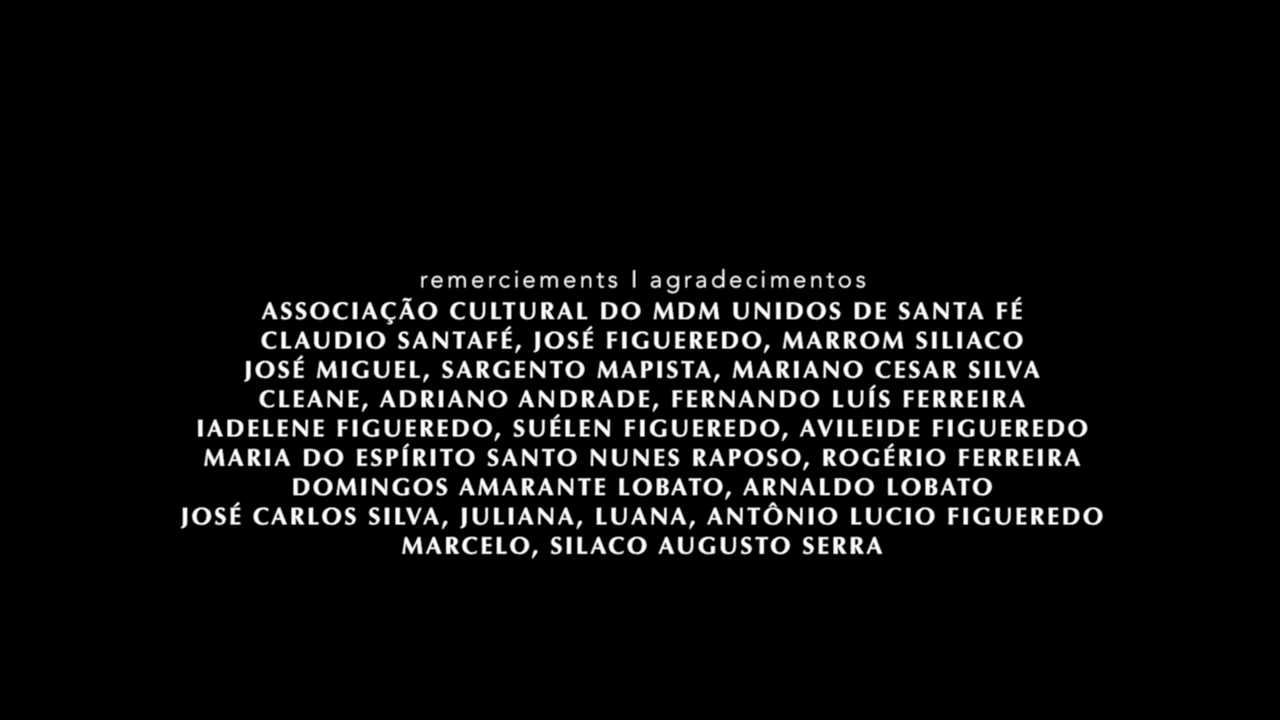 remerciements | agradecimentos
ASSOCIAÇÃO CULTURAL DO MDM UNIDOS DE SANTA FÉ
CLAUDIO SANTAFÉ, JOSÉ FIGUEREDO, MARROM SILIACO
JOSÉ MIGUEL, SARGENTO MAPISTA, MARIANO CESAR SILVA
CLEANE, ADRIANO ANDRADE, FERNANDO LUÍS FERREIRA
IADELENE FIGUEREDO, SUÉLEN FIGUEREDO, AVILEIDE FIGUEREDO
MARIA DO ESPÍRITO SANTO NUNES RAPOSO, ROGÉRIO FERREIRA
DOMINGOS AMARANTE LOBATO, ARNALDO LOBATO
JOSÉ CARLOS SILVA, JULIANA, LUANA, ANTÔNIO LUCIO FIGUEREDO
MARCELO, SILACO AUGUSTO SERRA